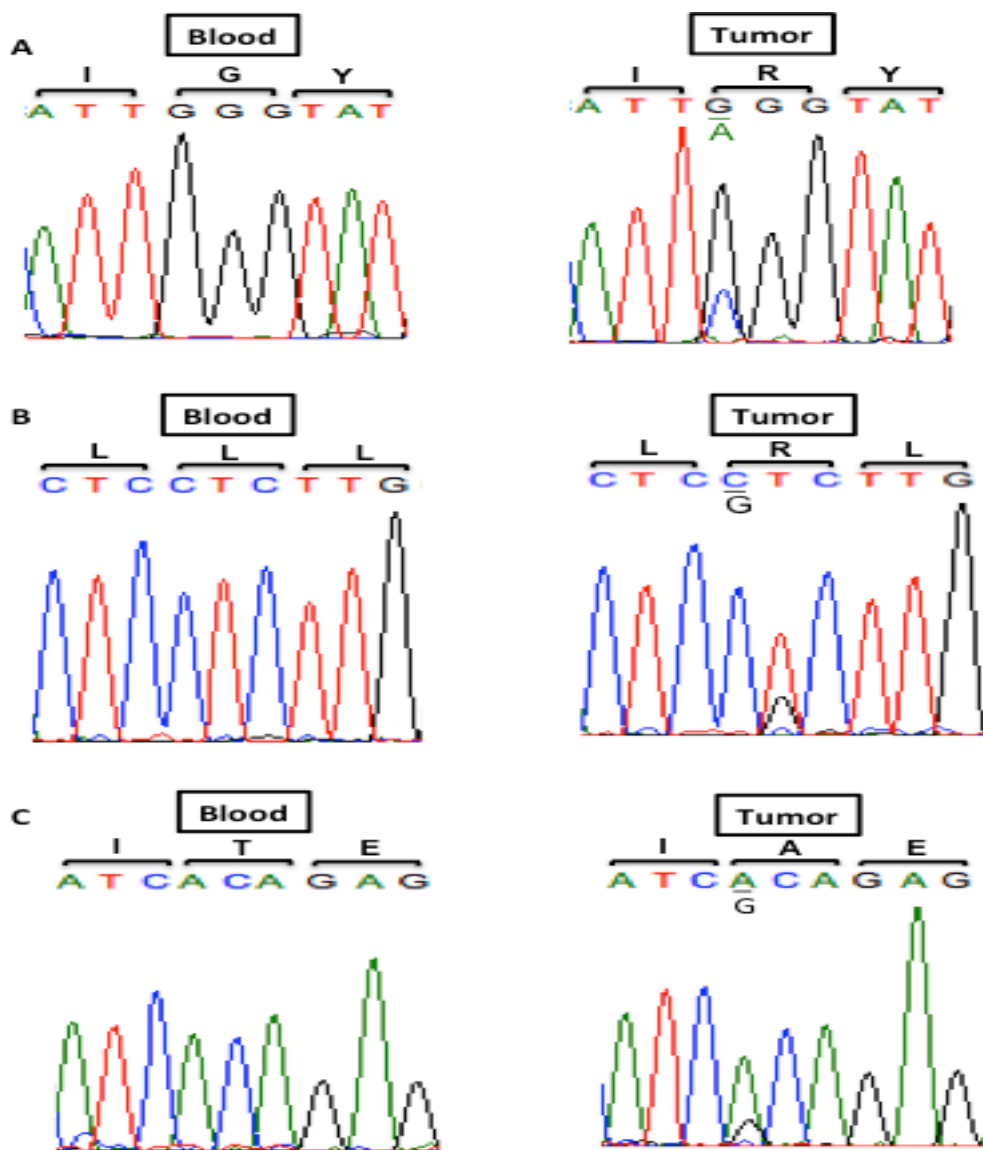 A
Blood
Tumor
I G Y
I R Y
A T T G G G T A T
A T T G G G T A T
A
B
Blood
Tumor
L L L
L R L
C T C C T C T T G
C T C C T C T T G
G
C
Blood
Tumor
I T E
I A E
A T C A C A G A G
A T C A C A G A G
G